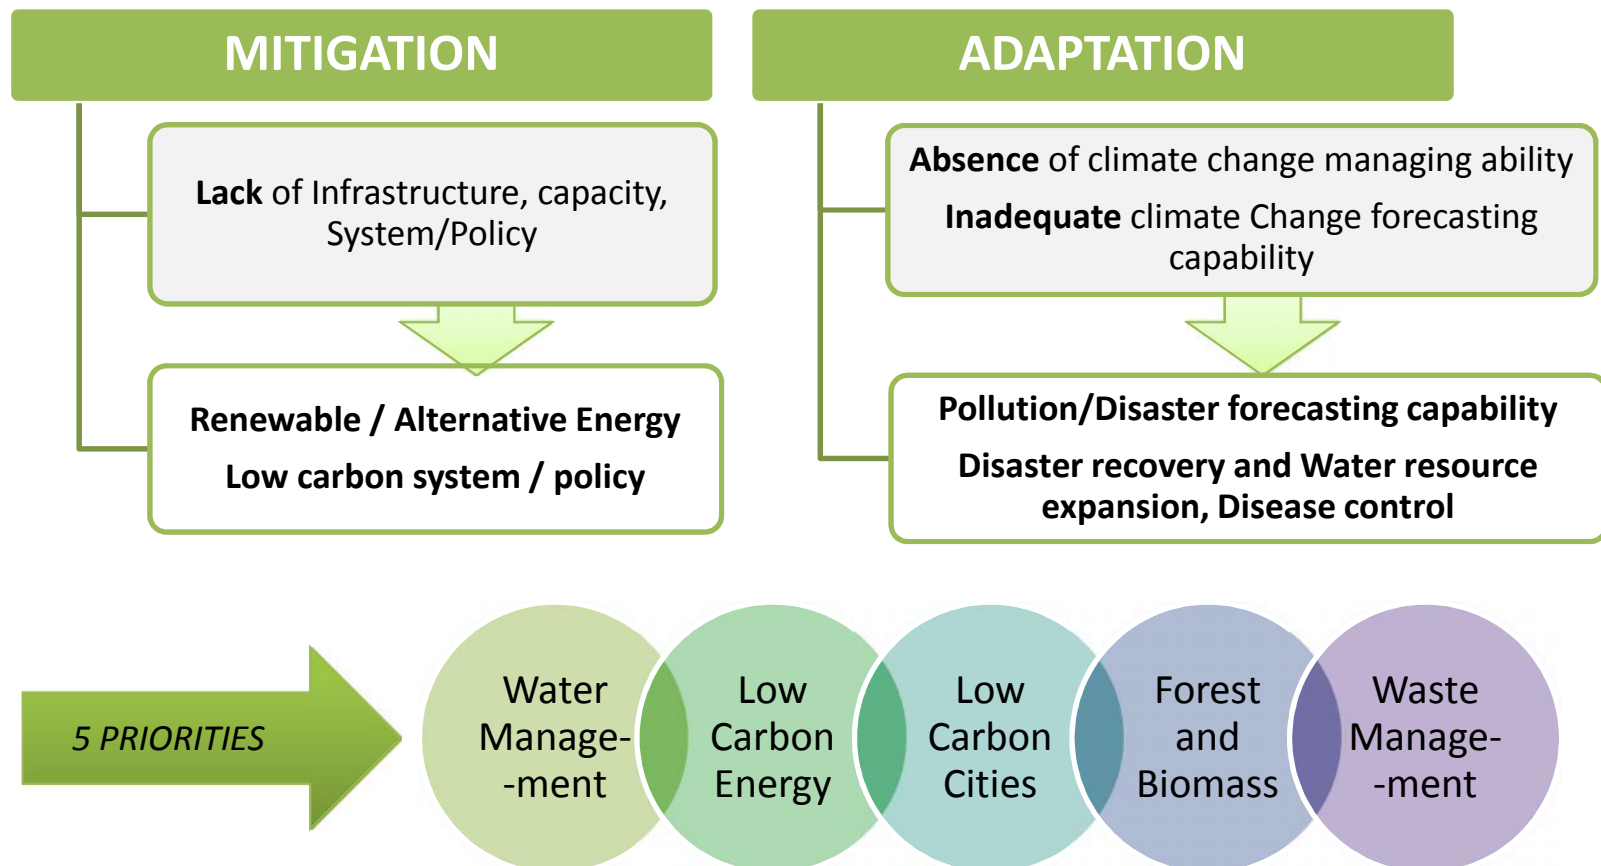 MITIGATION
Lack of Infrastructure, capacity,
System/Policy
Renewable / Alternative Energy
Low carbon system / policy
ADAPTATION
Absence of climate change managing ability
Inadequate climate Change forecasting
capability
Pollution/Disaster forecasting capability
Disaster recovery and Water resource
expansion, Disease control
5 PRIORITIES
Water
Manage-
-ment
Low
Carbon
Energy
Low
Carbon
Cities
Forest
and
Biomass
Waste
Manage-
-ment